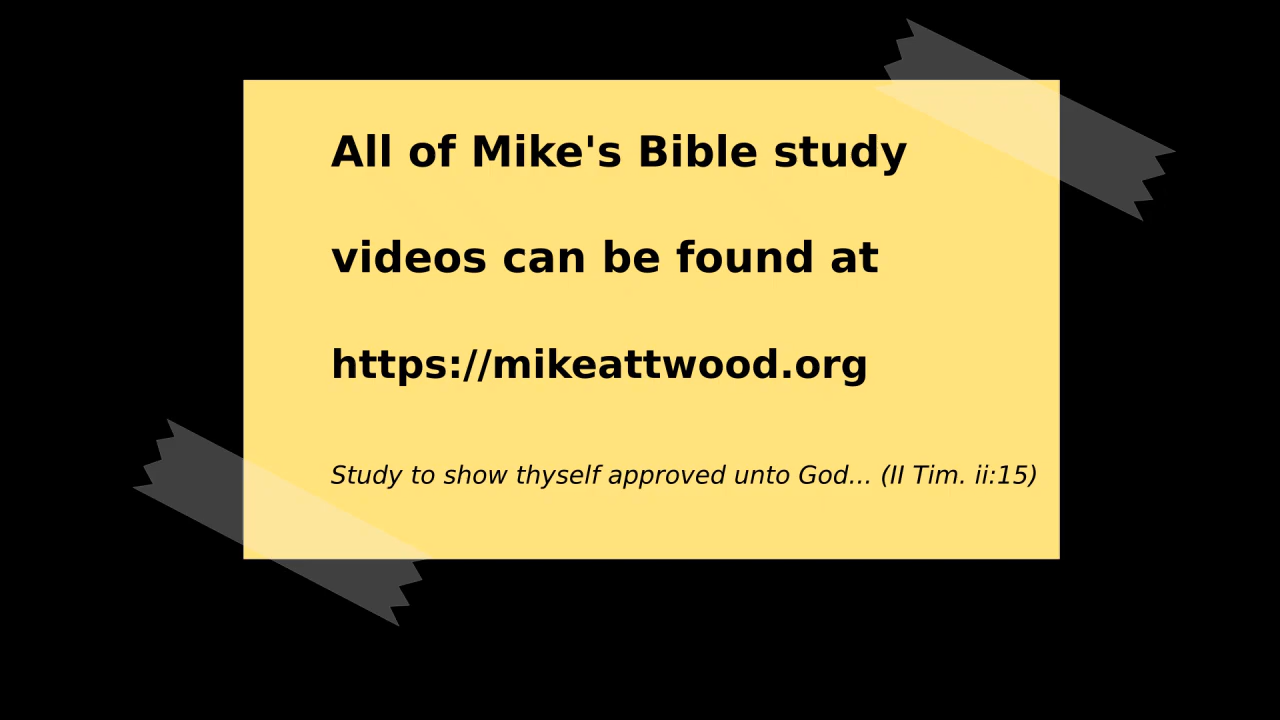 All of Mike's Bible study
videos can be found at
https://mikeattwood.org
Study to show thyself approved unto God... (II Tim. ii:15)